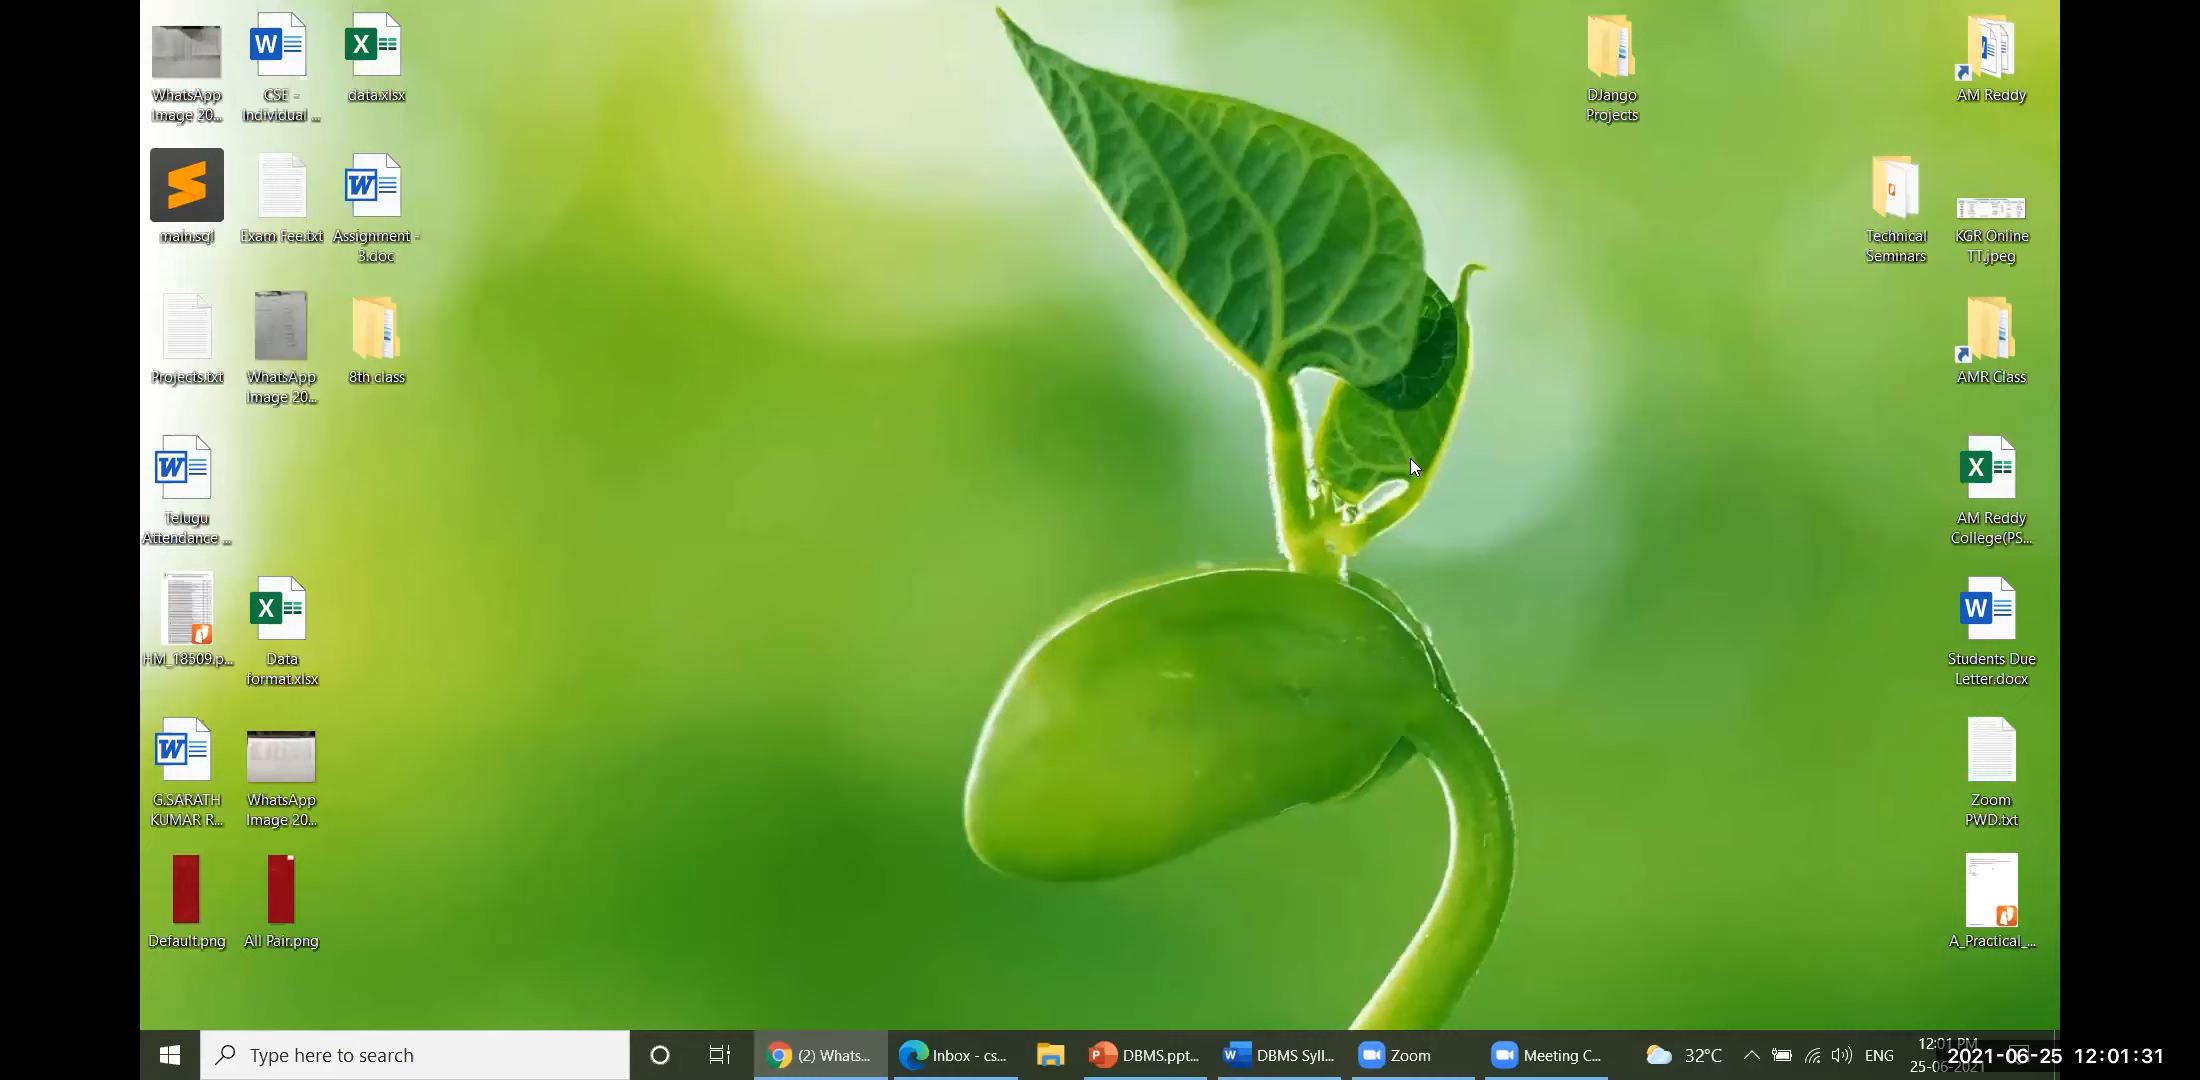 WhatsApp
Image 20...
CSE -
Individual ...
data.xlsx
main.sql
Exam Fee.txt
Assignment -
3.doc
Projects.txt
WhatsApp
Image 20...
8th class
Telugu
Attendance ...
HM_18509.p...
Data
format.xlsx
G.SARATH
KUMAR R...
WhatsApp
Image 20...
Default.png
All Pair.png
DJango
Projects
AM Reddy
Technical
Seminars
KGR Online
TT.jpeg
AMR Class
AM Reddy
College(PS...
Students Due
Letter.docx
Zoom
PWD.txt
A_Practical_...
Type here to search
(2) Whats...
Inbox - cs...
DBMS.ppt...
DBMS Syll...
Zoom
Meeting C...
32°C
ENG
12:01 PM
25-06-2021
2021-06-25 12:01:31